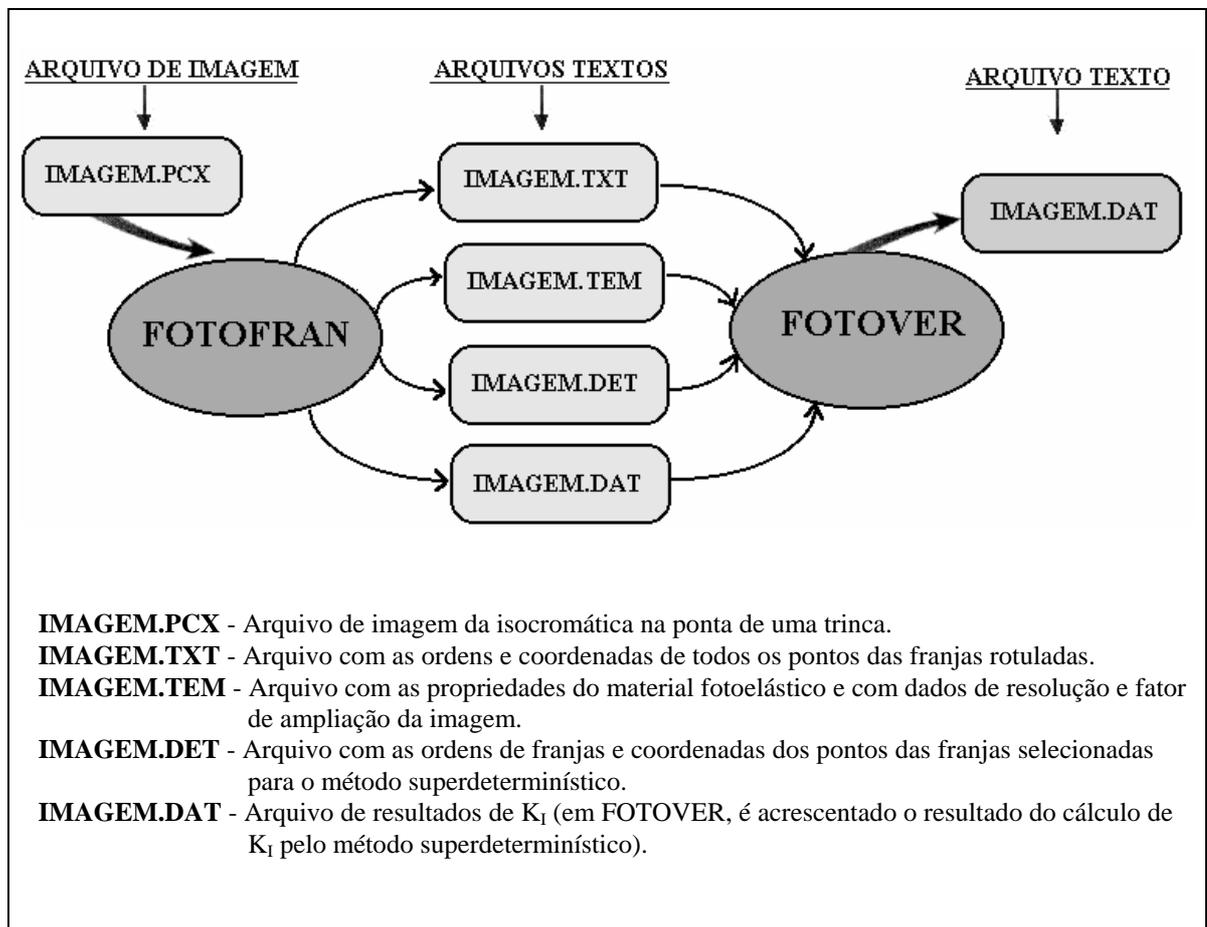 ARQUIVO DE IMAGEM
ARQUIVOS TEXTOS
ARQUIVO TEXTO
IMAGEM.PCX
IMAGEM.TXT
IMAGEM.DAT
IMAGEM.TEM
FOTOFRAN
FOTOVER
IMAGEM.DET
IMAGEM.DAT
IMAGEM.PCX - Arquivo de imagem da isocromática na ponta de uma trinca.
IMAGEM.TXT - Arquivo com as ordens e coordenadas de todos os pontos das franjas rotuladas.
IMAGEM.TEM - Arquivo com as propriedades do material fotoelástico e com dados de resolução e fator
de ampliação da imagem.
IMAGEM.DET - Arquivo com as ordens de franjas e coordenadas dos pontos das franjas selecionadas
para o método superdeterminístico.
IMAGEM.DAT - Arquivo de resultados de KI (em FOTOVER, é acrescentado o resultado do cálculo de
KI pelo método superdeterminístico).